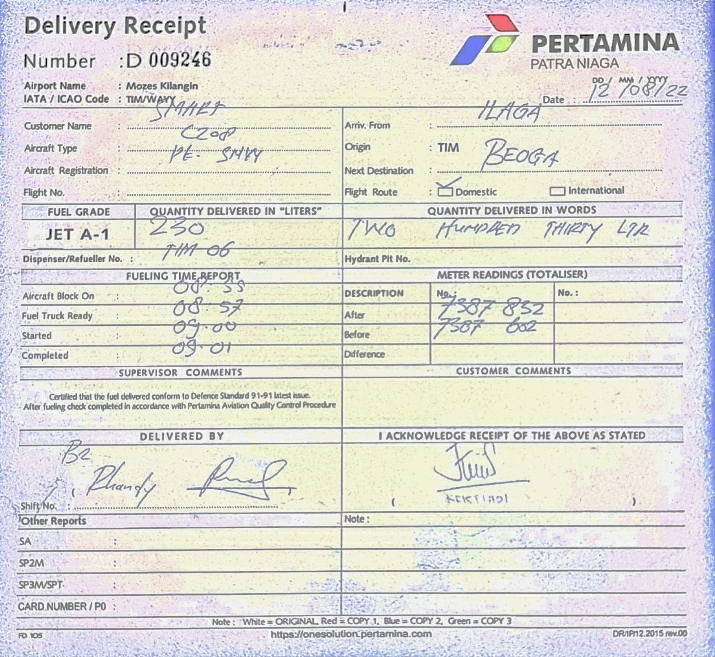 Delivery Receipt
Number : D 009246
PERTAMINA
PATRA NIAGA
Airport Name : Mozes Kilangin
IATA / ICAO Code : TIM/WAYY
DD / MM / YYYY
Date : 12/08/22
Customer Name : SMART
Aircraft Type : C208
Aircraft Registration : PK- SNVY
Flight No. :
Arriv. From : ILAGA
Origin : TIM
Next Destination : BEOGA
Flight Route : Domestic International
FUEL GRADE QUANTITY DELIVERED IN "LITERS" QUANTITY DELIVERED IN WORDS
JET A-1 230 TWO HUNDRED THIRTY LTR
Dispenser/Refueller No. : TIM 06 Hydrant Pit No.
FUELING TIME REPORT METER READINGS (TOTALISER)
Aircraft Block On :
Fuel Truck Ready : 08.57
Started : 09.00
Completed : 09.01
DESCRIPTION No. : No. :
After 7387 832
Before 7387 602
Difference
SUPERVISOR COMMENTS CUSTOMER COMMENTS
Certified that the fuel delivered conform to Defence Standard 91-91 latest issue.
After fueling check completed in accordance with Pertamina Aviation Quality Control Procedure
DELIVERED BY I ACKNOWLEDGE RECEIPT OF THE ABOVE AS STATED
B2
Rhandy
Shift/No. : ( ( )
Other Reports Note :
SA :
SP2M :
SP3M/SPT :
CARD.NUMBER / PO :
Note : White = ORIGINAL, Red = COPY 1, Blue = COPY 2, Green = COPY 3
FD 105 https://onesolution.pertamina.com DR/1P/12.2015 rev.00